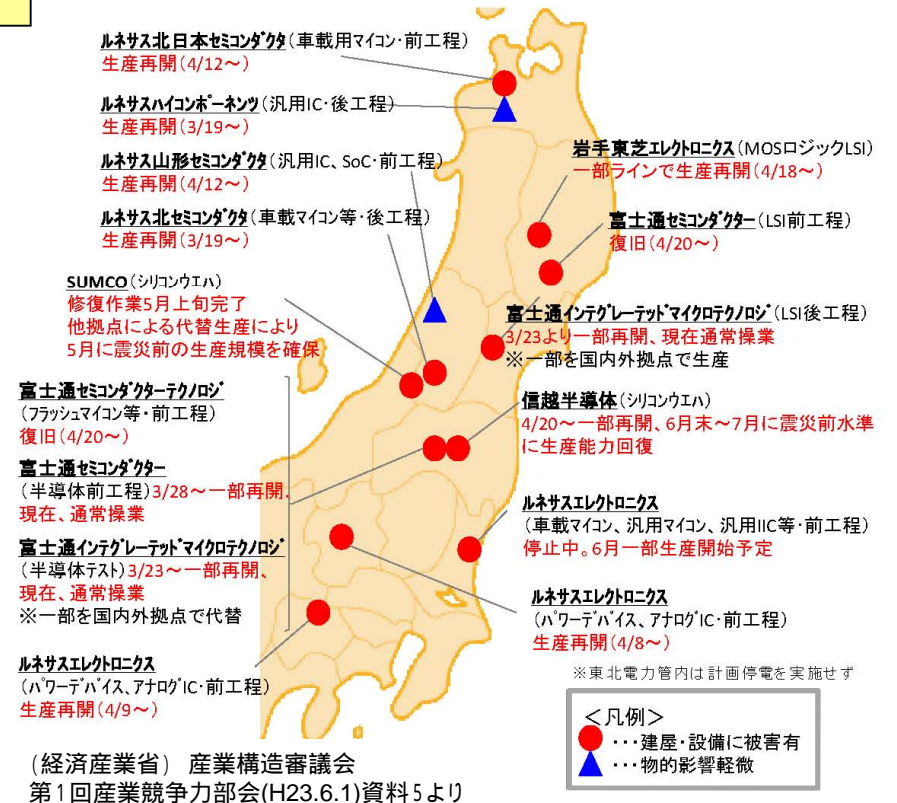 ルネサス北日本セミコンダクタ(車載用マイコン・前工程)
生産再開(4/12～)
ルネサスハイコンポーネンツ(汎用IC・後工程)
生産再開(3/19～)
ルネサス山形セミコンダクタ(汎用IC、SoC・前工程)
生産再開(4/12～)
ルネサス北セミコンダクタ(車載マイコン等・後工程)
生産再開(3/19～)
SUMCO(シリコンウエハ)
修復作業5月上旬完了
他拠点による代替生産により
5月に震災前の生産規模を確保
富士通セミコンダクターテクノロジ
(フラッシュマイコン等・前工程)
復旧(4/20～)
富士通セミコンダクター
(半導体前工程)3/28～一部再開、
現在、通常操業
富士通インテグレーテッドマイクロテクノロジ
(半導体テスト)3/23～一部再開、
現在、通常操業
※一部を国内外拠点で代替
ルネサスエレクトロニクス
(パワーデバイス、アナログIC・前工程)
生産再開(4/9～)
岩手東芝エレクトロニクス(MOSロジックLSI)
一部ラインで生産再開(4/18～)
富士通セミコンダクター(LSI前工程)
復旧(4/20～)
富士通インテグレーテッドマイクロテクノロジ(LSI後工程)
3/23より一部再開、現在通常操業
※一部を国内外拠点で生産
信越半導体(シリコンウエハ)
4/20～一部再開、6月末～7月に震災前水準
に生産能力回復
ルネサスエレクトロニクス
(車載マイコン、汎用マイコン、汎用IIC等・前工程)
停止中。6月一部生産開始予定
ルネサスエレクトロニクス
(パワーデバイス、アナログIC・前工程)
生産再開(4/8～)
※東北電力管内は計画停電を実施せず
＜凡例＞
●・・・建屋・設備に被害有
▲・・・物的影響軽微
(経済産業省) 産業構造審議会
第1回産業競争力部会(H23.6.1)資料5より